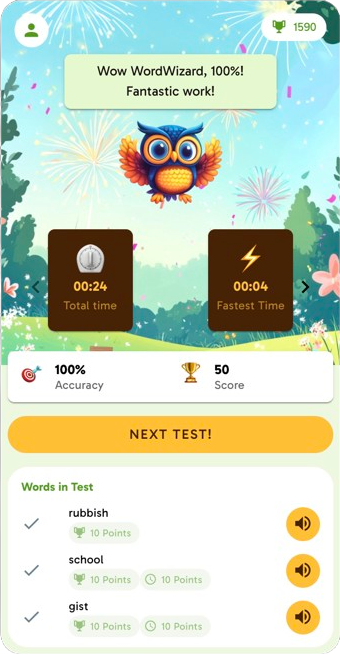 1590
Wow WordWizard, 100%!
Fantastic work!
00:24
Total time
00:04
Fastest Time
100%
Accuracy
50
Score
NEXT TEST!
Words in Test
rubbish
10 Points
school
10 Points 10 Points
gist
10 Points 10 Points